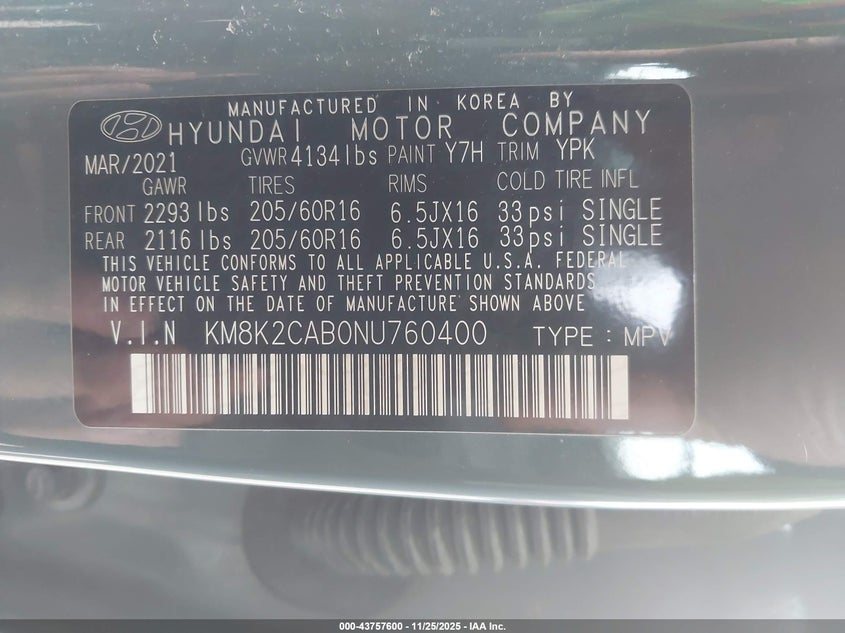 MANUFACTURED IN KOREA BY
HYUNDAI MOTOR COMPANY
MAR/2021 GVWR 4134lbs PAINT Y7H TRIM YPK
GAWR TIRES RIMS COLD TIRE INFL
FRONT 2293 lbs 205/60R16 6.5JX16 33psi SINGLE
REAR 2116 lbs 205/60R16 6.5JX16 33psi SINGLE
THIS VEHICLE CONFORMS TO ALL APPLICABLE U.S.A. FEDERAL
MOTOR VEHICLE SAFETY AND THEFT PREVENTION STANDARDS
IN EFFECT ON THE DATE OF MANUFACTURE SHOWN ABOVE
V.I.N KM8K2CAB0NU760400 TYPE : MPV
000-43757600 - 11/25/2025 - IAA Inc.